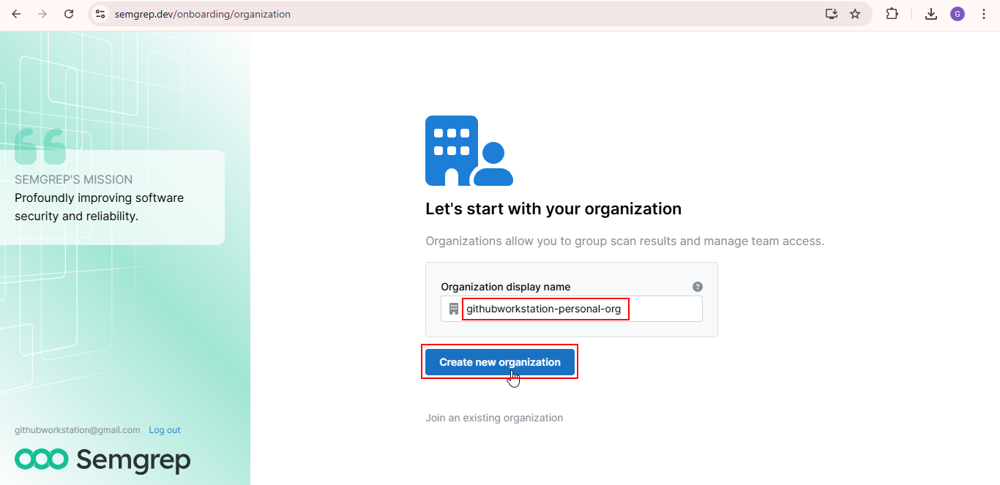 semgrep.dev/onboarding/organization
G
SEMGREP'S MISSION
Profoundly improving software
security and reliability.
githubworkstation@gmail.com Log out
Semgrep
Let's start with your organization
Organizations allow you to group scan results and manage team access.
Organization display name ?
githubworkstation-personal-org
Create new organization
Join an existing organization